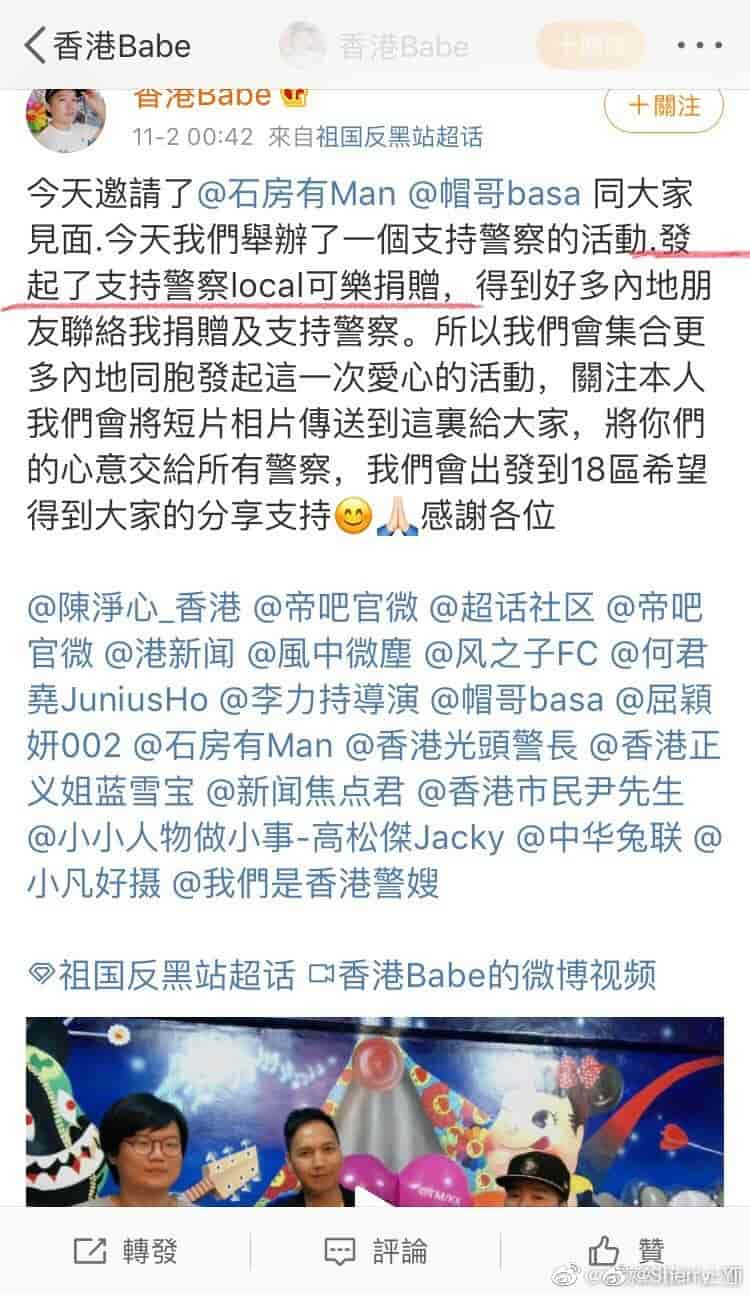 香港Babe 香港Babe 十關注
香港Babe
11-2 00:42 來自祖国反黑站超话
十關注
今天邀請了@石房有Man @帽哥basa 同大家
見面.今天我們舉辦了一個支持警察的活動.發
起了支持警察local可樂捐贈，得到好多內地朋
友聯絡我捐贈及支持警察。所以我們會集合更
多內地同胞發起這一次愛心的活動，關注本人
我們會將短片相片傳送到這裏給大家，將你們
的心意交給所有警察，我們會出發到18區希望
得到大家的分享支持😊🙏🏻感謝各位
@陳淨心_香港 @帝吧官微 @超话社区 @帝吧
官微 @港新闻 @風中微塵 @风之子FC @何君
堯JuniusHo @李力持導演 @帽哥basa @屈穎
妍002 @石房有Man @香港光頭警長 @香港正
义姐蓝雪宝 @新闻焦点君 @香港市民尹先生
@小小人物做小事-高松傑Jacky @中华兔联 @
小凡好摄 @我們是香港警嫂
祖国反黑站超话 香港Babe的微博视频
轉發 評論 贊